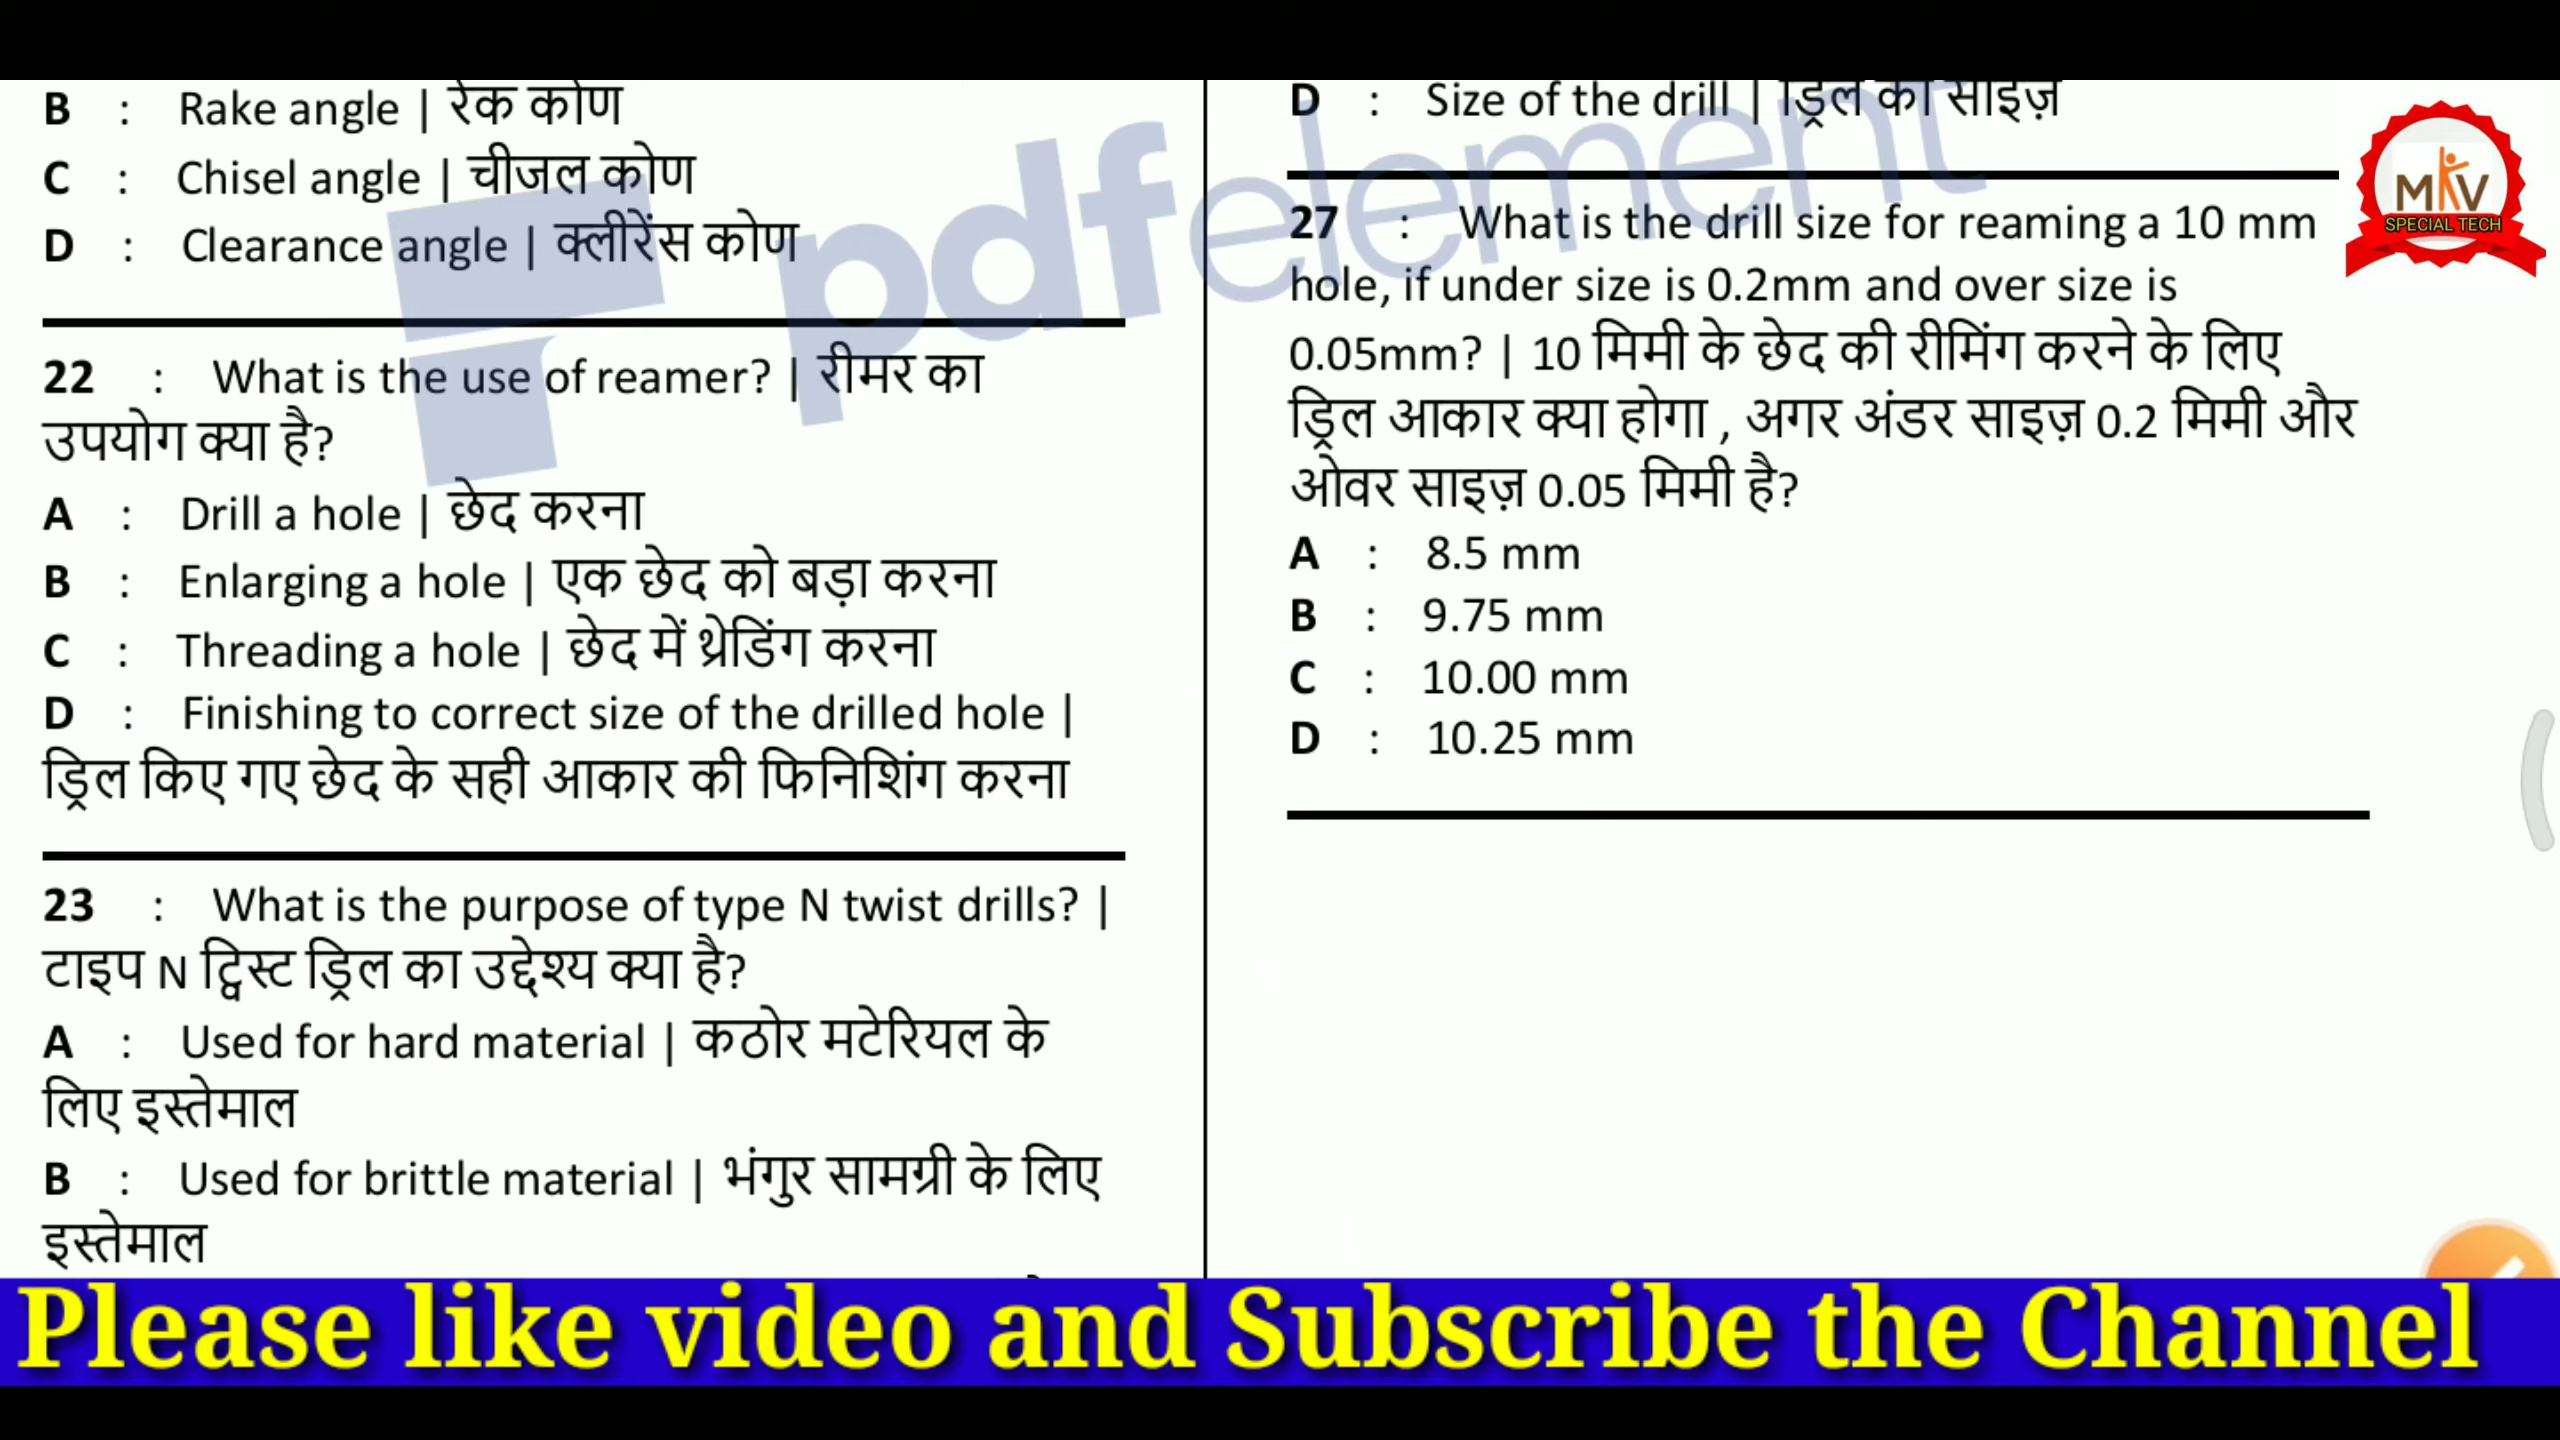 B : Rake angle | रेक कोण
C : Chisel angle | चीजल कोण
D : Clearance angle | क्लीरेंस कोण
22 : What is the use of reamer? | रीमर का
उपयोग क्या है?
A : Drill a hole | छेद करना
B : Enlarging a hole | एक छेद को बड़ा करना
C : Threading a hole | छेद में थ्रेडिंग करना
D : Finishing to correct size of the drilled hole |
ड्रिल किए गए छेद के सही आकार की फिनिशिंग करना
23 : What is the purpose of type N twist drills? |
टाइप N ट्विस्ट ड्रिल का उद्देश्य क्या है?
A : Used for hard material | कठोर मटेरियल के
लिए इस्तेमाल
B : Used for brittle material | भंगुर सामग्री के लिए
इस्तेमाल
D : Size of the drill | ड्रिल का साइज़
27 : What is the drill size for reaming a 10 mm
hole, if under size is 0.2mm and over size is
0.05mm? | 10 मिमी के छेद की रीमिंग करने के लिए
ड्रिल आकार क्या होगा , अगर अंडर साइज़ 0.2 मिमी और
ओवर साइज़ 0.05 मिमी है?
A : 8.5 mm
B : 9.75 mm
C : 10.00 mm
D : 10.25 mm
pdfelement
MKV
SPECIAL TECH
Please like video and Subscribe the Channel